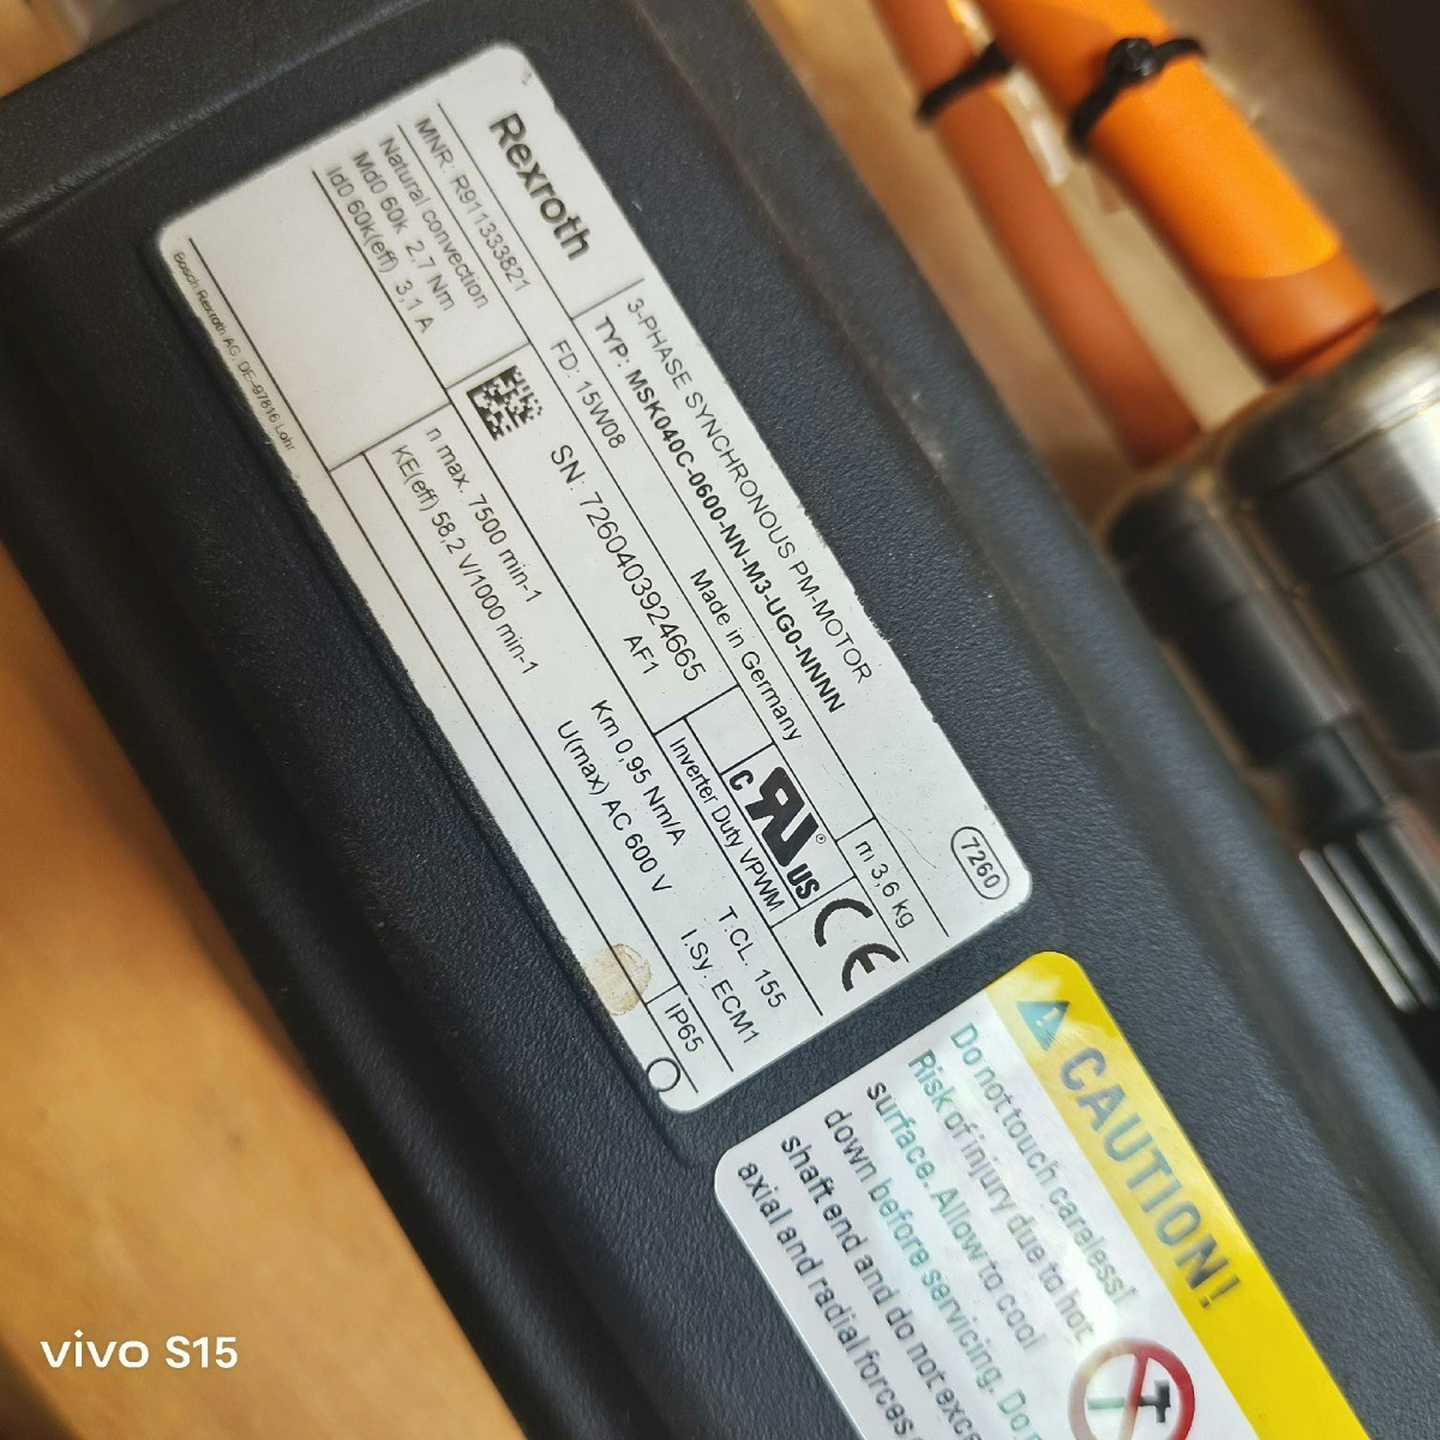 Rexroth
3-PHASE SYNCHRONOUS PM-MOTOR
7260
TYP: MSK040C-0600-NN-M3-UG0-NNNN
MNR: R911333821
FD: 15W08
Made in Germany
m 3,6 kg
Natural convection
Md0 60k 2,7 Nm
Id0 60k(eff) 3,1 A
SN: 7260403924665
AF1
c RU ® US
CE
Inverter Duty VPWM
n max. 7500 min-1
Km 0,95 Nm/A
T.CL. 155
KE(eff) 58,2 V/1000 min-1
U(max) AC 600 V
I.Sy. ECM1
IP65
Bosch Rexroth AG, DE-97816 Lohr
CAUTION!
Do not touch careless!
Risk of injury due to hot
surface. Allow to cool
down before servicing. Do
shaft end and do not
axial and radial forces
vivo S15